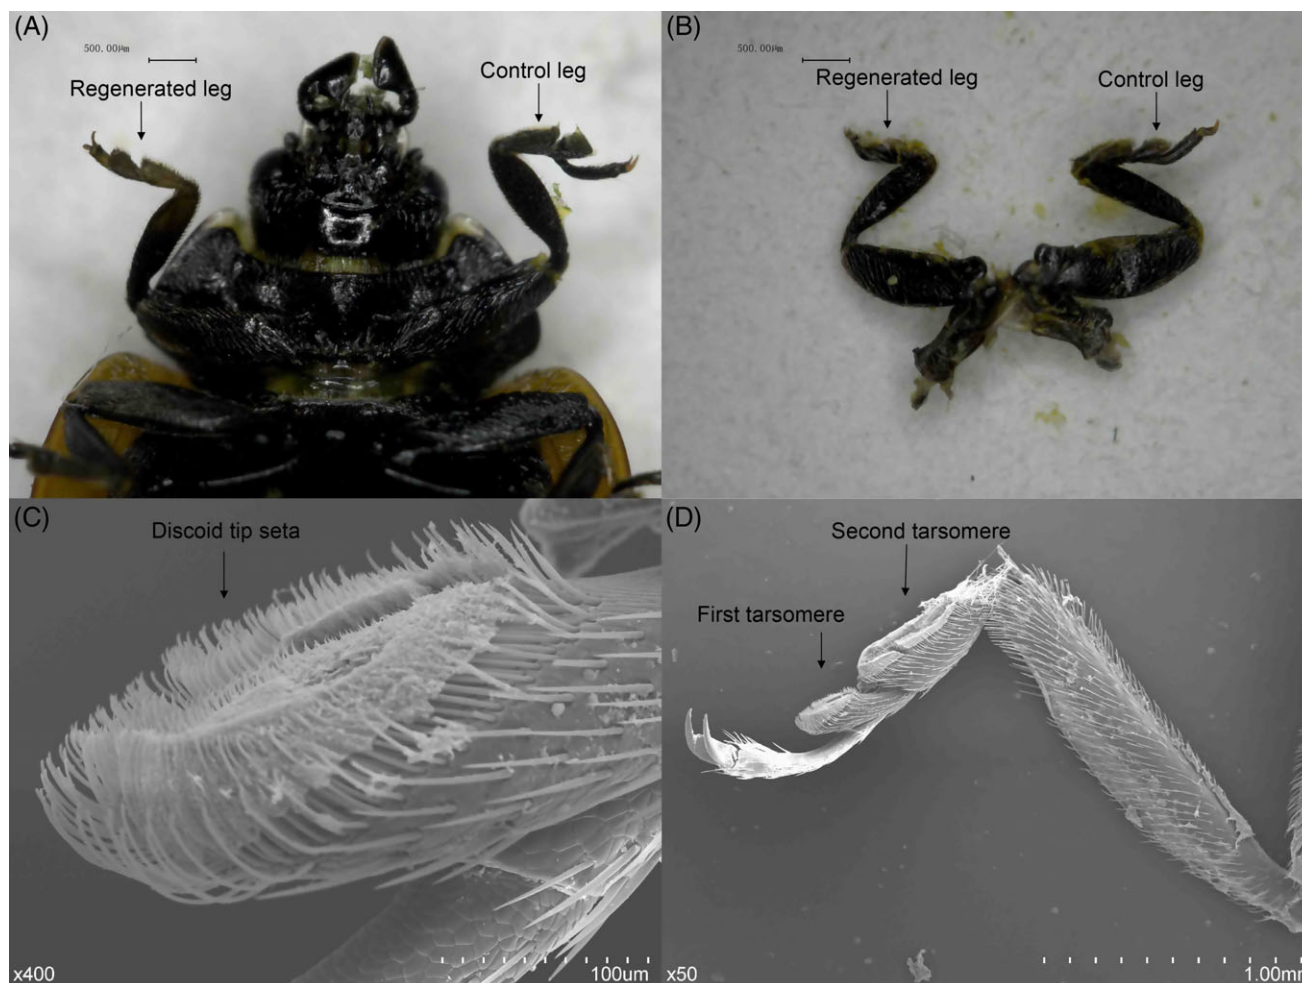 (A)
500.00μm
Regenerated leg
Control leg
(B)
500.00μm
Regenerated leg
Control leg
(C)
Discoid tip seta
x400
100um
(D)
Second tarsomere
First tarsomere
x50
1.00mm